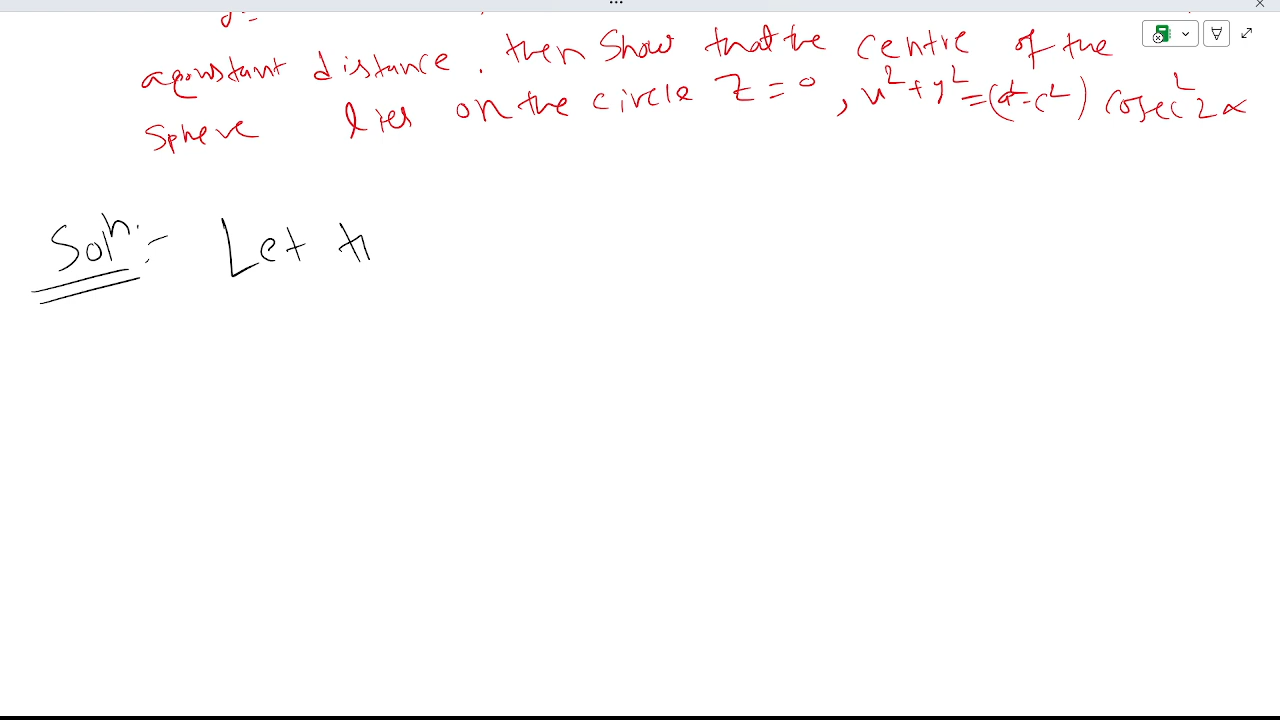 aconstant distance. then Show that the centre of the
Sphere lies on the circle Z = 0, x² + y² = (d² - c²) cosec² 2α
Solⁿ:- Let th